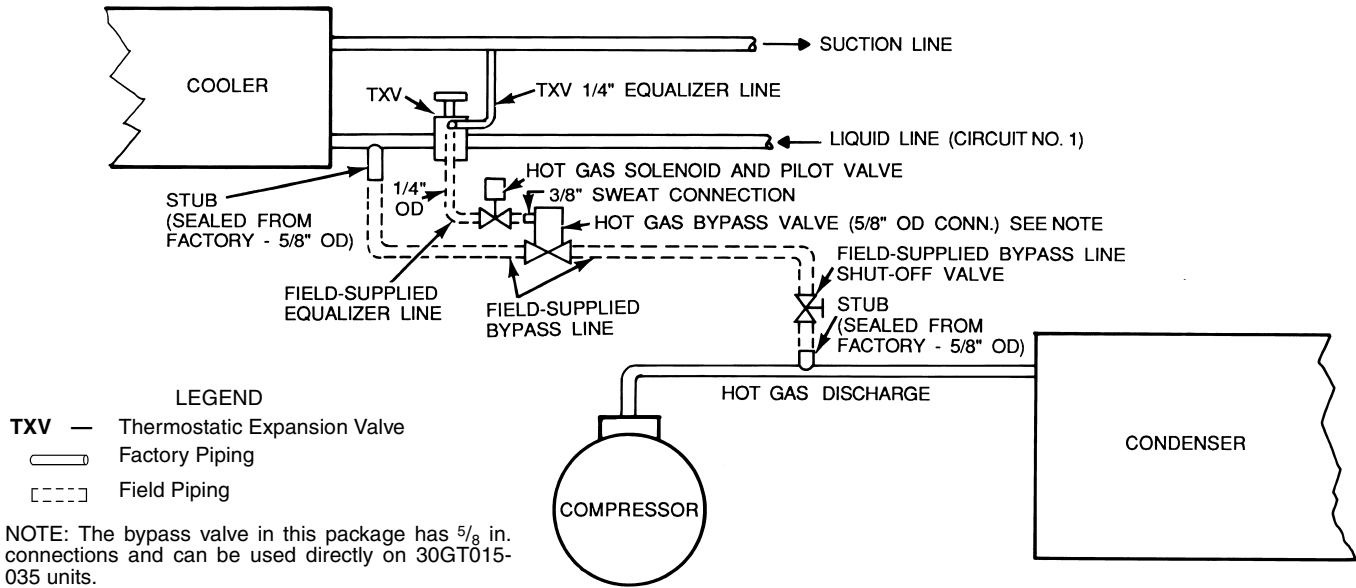 SUCTION LINE
COOLER
TXV
TXV 1/4" EQUALIZER LINE
LIQUID LINE (CIRCUIT NO. 1)
HOT GAS SOLENOID AND PILOT VALVE
STUB
(SEALED FROM
FACTORY - 5/8" OD)
1/4"
OD
3/8" SWEAT CONNECTION
HOT GAS BYPASS VALVE (5/8" OD CONN.) SEE NOTE
FIELD-SUPPLIED BYPASS LINE
SHUT-OFF VALVE
FIELD-SUPPLIED
EQUALIZER LINE
FIELD-SUPPLIED
BYPASS LINE
STUB
(SEALED FROM
FACTORY - 5/8" OD)
HOT GAS DISCHARGE
CONDENSER
COMPRESSOR
LEGEND
TXV — Thermostatic Expansion Valve
Factory Piping
Field Piping
NOTE: The bypass valve in this package has 5/8 in.
connections and can be used directly on 30GT015-
035 units.